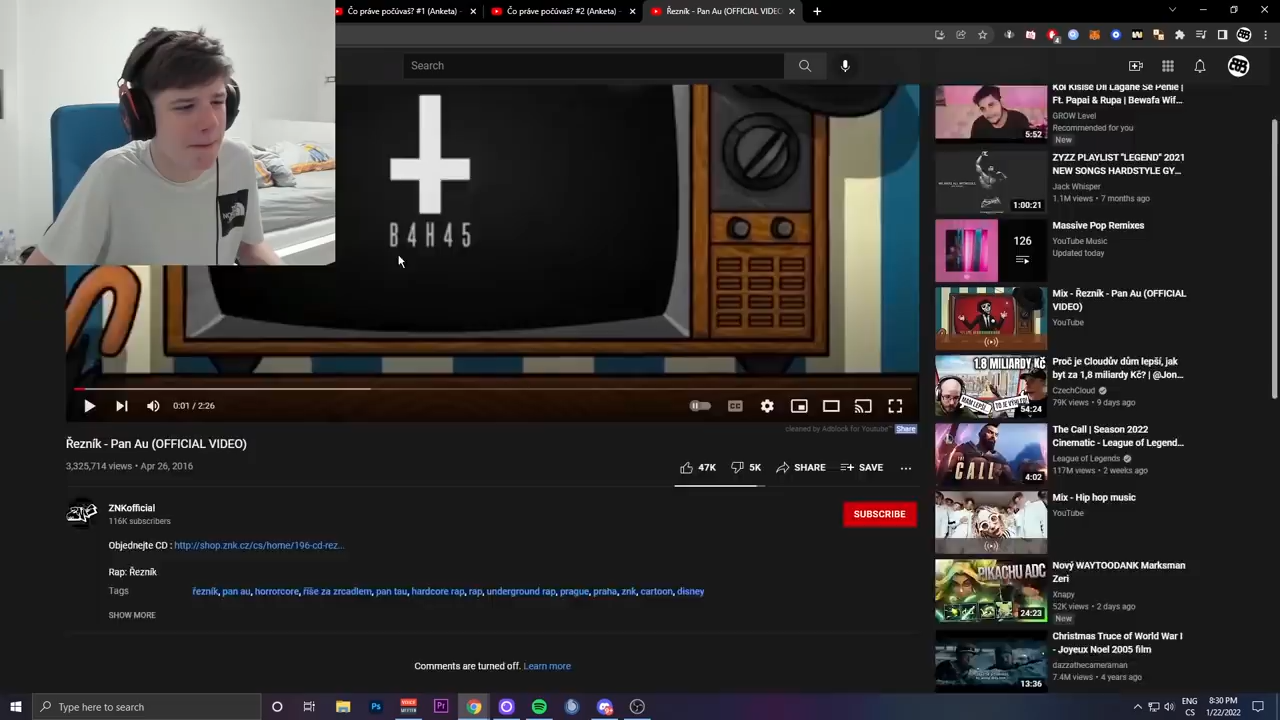 Čo práve počúvaš? #1 (Anketa) -
Čo práve počúvaš? #2 (Anketa) -
Řezník - Pan Au (OFFICIAL VIDEO
Search
B4H45
0:01 / 2:26
cleaned by Adblock for Youtube™
Share
Řezník - Pan Au (OFFICIAL VIDEO)
3,325,714 views • Apr 26, 2016
47K
5K
SHARE
SAVE
ZNKofficial
116K subscribers
SUBSCRIBE
Objednejte CD : http://shop.znk.cz/cs/home/196-cd-rez...
Rap: Řezník
Tags
řezník, pan au, horrorcore, říše za zrcadlem, pan tau, hardcore rap, rap, underground rap, prague, praha, znk, cartoon, disney
SHOW MORE
Comments are turned off. Learn more
Koi Kisise Dil Lagane Se Pehle |
Ft. Papai & Rupa | Bewafa Wif...
GROW Level
Recommended for you
New
5:52
ZYZZ PLAYLIST "LEGEND" 2021
NEW SONGS HARDSTYLE GY...
Jack Whisper
1.1M views • 7 months ago
1:00:21
Massive Pop Remixes
YouTube Music
Updated today
126
Mix - Řezník - Pan Au (OFFICIAL
VIDEO)
YouTube
Proč je Cloudův dům lepší, jak
byt za 1,8 miliardy Kč? | @Jon...
CzechCloud
79K views • 9 days ago
1.8 MILIARDY KČ
54:24
The Call | Season 2022
Cinematic - League of Legend...
League of Legends
117M views • 2 weeks ago
THE CALL
4:02
Mix - Hip hop music
YouTube
Nový WAYTOODANK Marksman
Zeri
Xnapy
52K views • 2 days ago
New
PIKACHU ADC
24:23
Christmas Truce of World War I
- Joyeux Noel 2005 film
dazzathecameraman
7.4M views • 4 years ago
13:36
Type here to search
ENG
CS
8:30 PM
1/22/2022